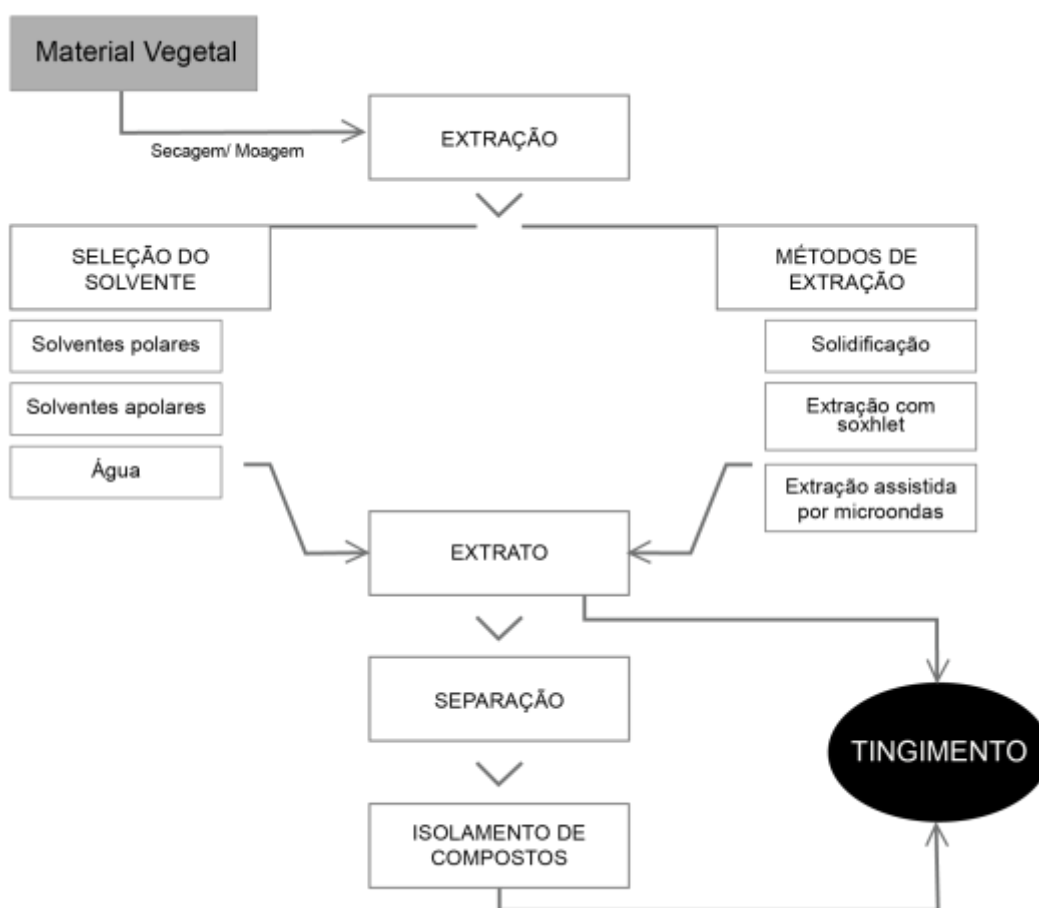 Material Vegetal
EXTRAÇÃO
Secagem/ Moagem
SELEÇÃO DO
SOLVENTE
MÉTODOS DE
EXTRAÇÃO
Solventes polares
Solidificação
Solventes apolares
Extração com
soxhlet
Água
Extração assistida
por microondas
EXTRATO
SEPARAÇÃO
TINGIMENTO
ISOLAMENTO DE
COMPOSTOS